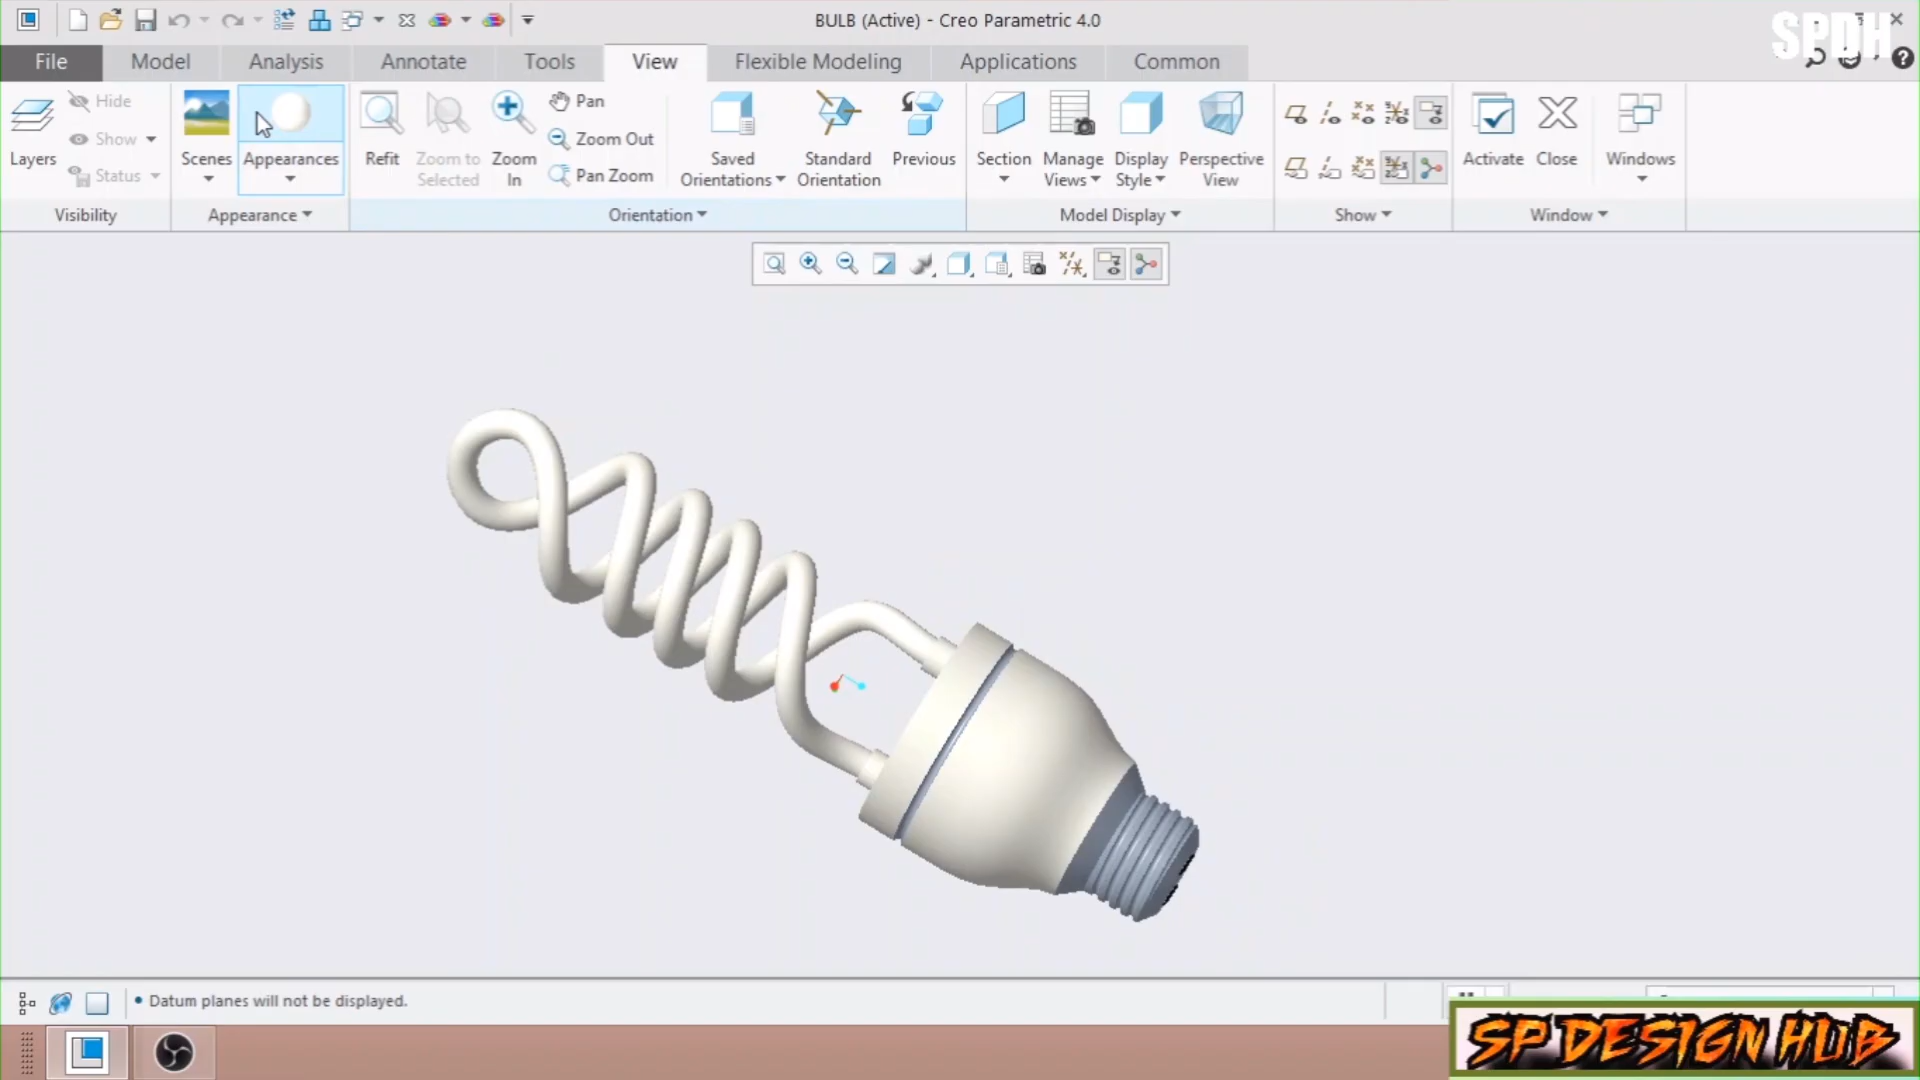 BULB (Active) - Creo Parametric 4.0
SPDH
File Model Analysis Annotate Tools View Flexible Modeling Applications Common
Layers
Hide
Show
Status
Visibility
Scenes
Appearances
Appearance
Refit
Zoom to Selected
Zoom In
Pan
Zoom Out
Pan Zoom
Saved Orientations
Standard Orientation
Previous
Orientation
Section
Manage Views
Display Style
Perspective View
Model Display
Show
Activate
Close
Windows
Window
• Datum planes will not be displayed.
SP DESIGN HUB